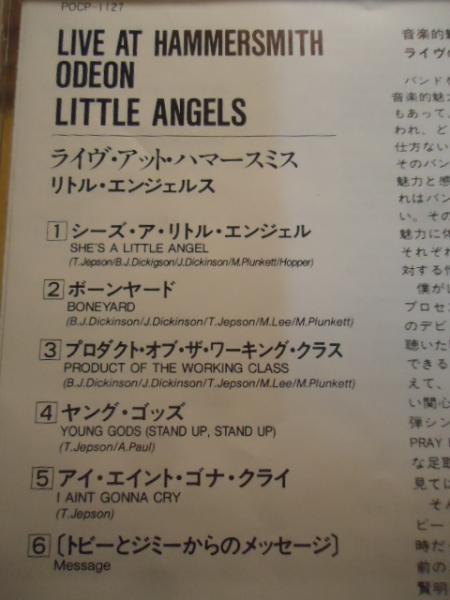 POCP-1127
LIVE AT HAMMERSMITH
ODEON
LITTLE ANGELS
ライヴ・アット・ハマースミス
リトル・エンジェルス
1 シーズ・ア・リトル・エンジェル
SHE'S A LITTLE ANGEL
(T.Jepson/B.J.Dickigson/J.Dickinson/M.Plunkett/Hopper)
2 ボーンヤード
BONEYARD
(B.J.Dickinson/J.Dickinson/T.Jepson/M.Lee/M.Plunkett)
3 プロダクト・オブ・ザ・ワーキング・クラス
PRODUCT OF THE WORKING CLASS
(B.J.Dickinson/J.Dickinson/T.Jepson/M.Lee/M.Plunkett)
4 ヤング・ゴッズ
YOUNG GODS (STAND UP, STAND UP)
(T.Jepson/A.Paul)
5 アイ・エイント・ゴナ・クライ
I AINT GONNA CRY
(T.Jepson)
6 〔トビーとジミーからのメッセージ〕
Message
音楽的魅
ライヴの
バンドを
音楽的魅力
もあって、
われ、ど
仕方ない
そのバン
魅力と感
れはバン
い。その
魅力に休
それぞれ
対する性
僕がし
プロセン
のデビ
聴いた
できる
えて、
い関心
弾シン
PRAY
な足取
見ては
そん
ビー
時だ
前の
賢明